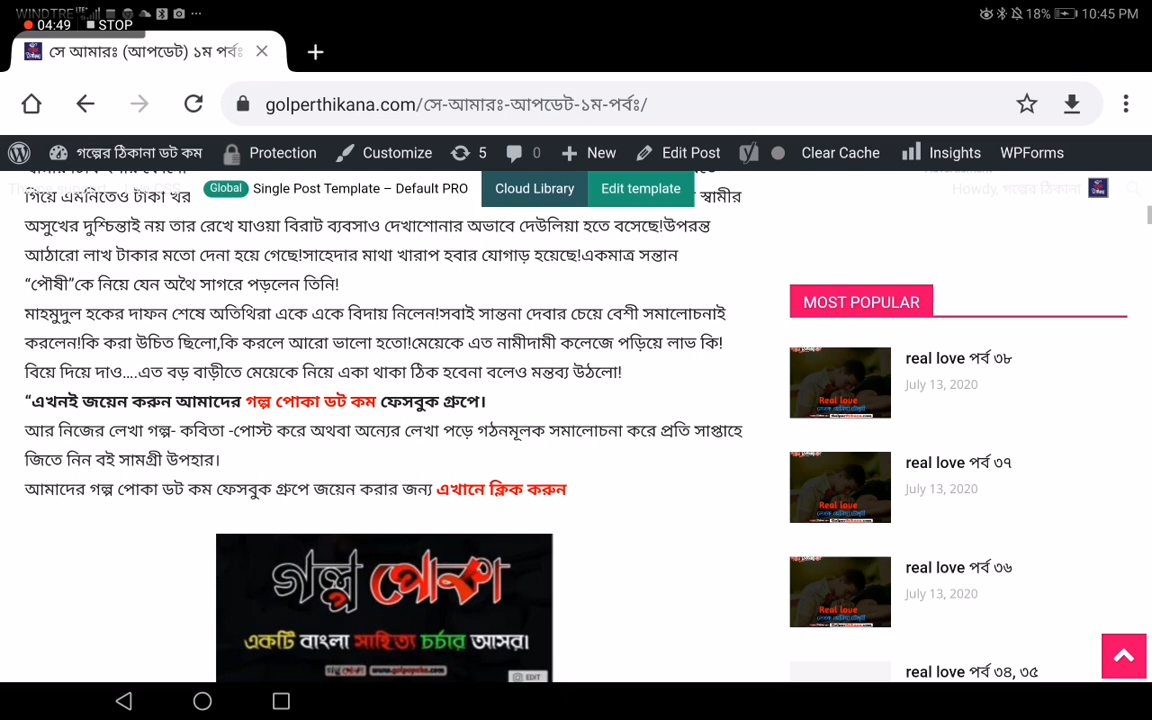 WINDTRE
04:49 STOP
18% 10:45 PM
সে আমারঃ (আপডেট) ১ম পর্বঃ
golperthikana.com/সে-আমারঃ-আপডেট-১ম-পর্বঃ/
গল্পের ঠিকানা ডট কম Protection Customize 5 0 New Edit Post Clear Cache Insights WPForms
Global Single Post Template – Default PRO Cloud Library Edit template
Howdy, গল্পের ঠিকানা
গিয়ে এমনিতেও টাকা খর স্বামীর
অসুখের দুশ্চিন্তাই নয় তার রেখে যাওয়া বিরাট ব্যবসাও দেখাশোনার অভাবে দেউলিয়া হতে বসেছে!উপরন্ত
আঠারো লাখ টাকার মতো দেনা হয়ে গেছে!সাহেদার মাথা খারাপ হবার যোগাড় হয়েছে!একমাত্র সন্তান
“পৌষী”কে নিয়ে যেন অথৈ সাগরে পড়লেন তিনি!
মাহমুদুল হকের দাফন শেষে অতিথিরা একে একে বিদায় নিলেন!সবাই সান্তনা দেবার চেয়ে বেশী সমালোচনাই
করলেন!কি করা উচিত ছিলো,কি করলে আরো ভালো হতো!মেয়েকে এত নামীদামী কলেজে পড়িয়ে লাভ কি!
বিয়ে দিয়ে দাও....এত বড় বাড়ীতে মেয়েকে নিয়ে একা থাকা ঠিক হবেনা বলেও মন্তব্য উঠলো!
“এখনই জয়েন করুন আমাদের গল্প পোকা ডট কম ফেসবুক গ্রুপে।
আর নিজের লেখা গল্প- কবিতা -পোস্ট করে অথবা অন্যের লেখা পড়ে গঠনমূলক সমালোচনা করে প্রতি সাপ্তাহে
জিতে নিন বই সামগ্রী উপহার।
আমাদের গল্প পোকা ডট কম ফেসবুক গ্রুপে জয়েন করার জন্য এখানে ক্লিক করুন
গল্প পোকা
একটি বাংলা সাহিত্য চর্চার আসর।
EDIT
MOST POPULAR
real love পর্ব ৩৮
July 13, 2020
real love পর্ব ৩৭
July 13, 2020
real love পর্ব ৩৬
July 13, 2020
real love পর্ব ৩৪, ৩৫
Real love
Real love
Real love